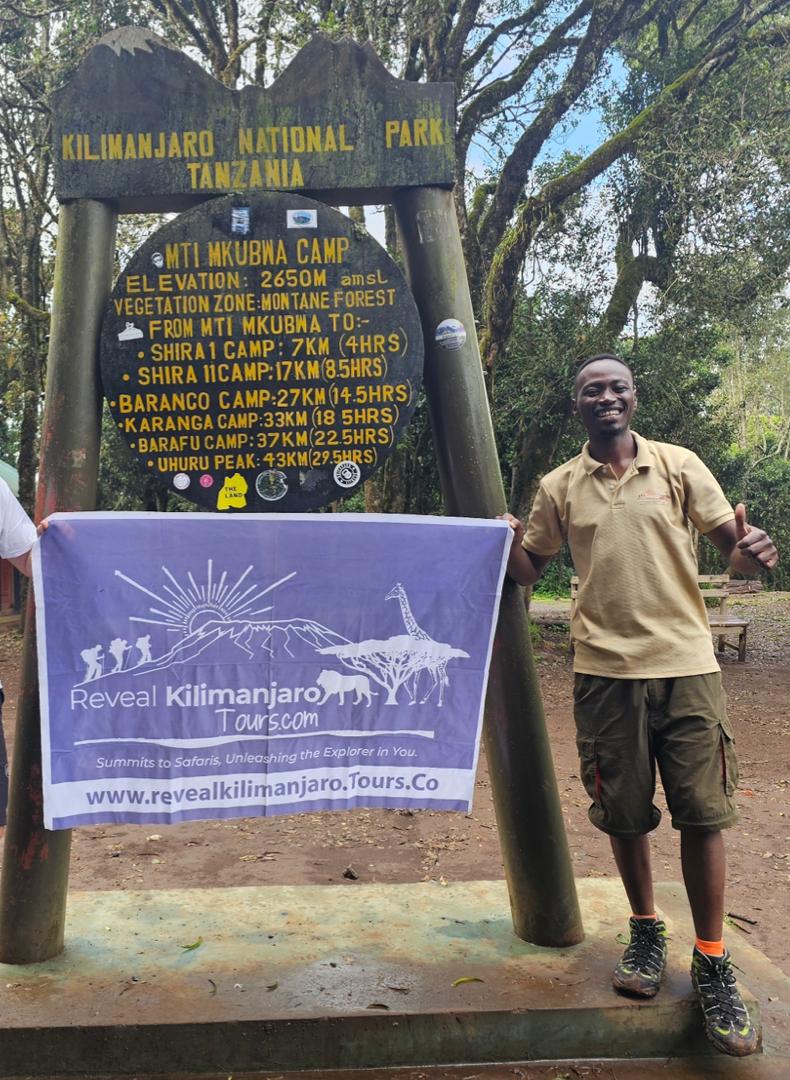 KILIMANJARO NATIONAL PARK
TANZANIA
MTI MKUBWA CAMP
ELEVATION: 2650M amsl
VEGETATION ZONE:MONTANE FOREST
FROM MTI MKUBWA TO:-
• SHIRA 1 CAMP: 7KM (4HRS)
• SHIRA 11 CAMP:17KM(8.5HRS)
• BARANCO CAMP:27KM(14.5HRS)
• KARANGA CAMP:33KM(18 5HRS)
• BARAFU CAMP: 37KM(22.5HRS)
• UHURU PEAK: 43KM(29.5HRS)
THE
LAND
Reveal Kilimanjaro
Tours.com
Summits to Safaris, Unleashing the Explorer in You.
www.revealkilimanjaro.Tours.Co